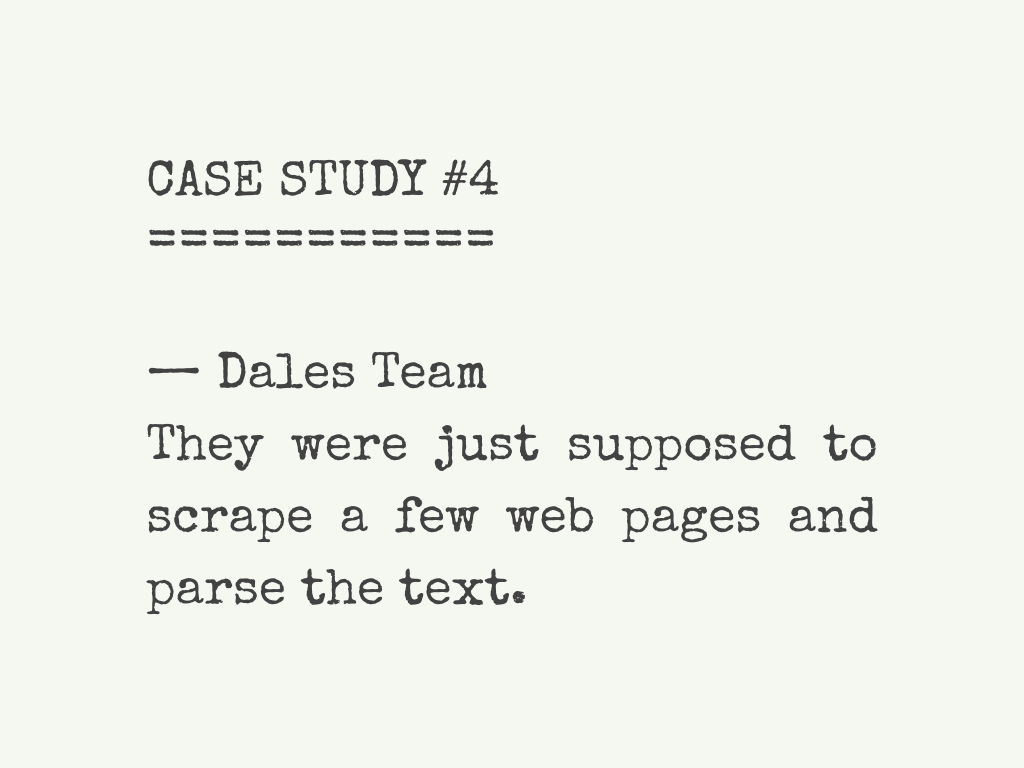 CASE STUDY #4
===========
— Dales Team
They were just supposed to
scrape a few web pages and
parse the text.